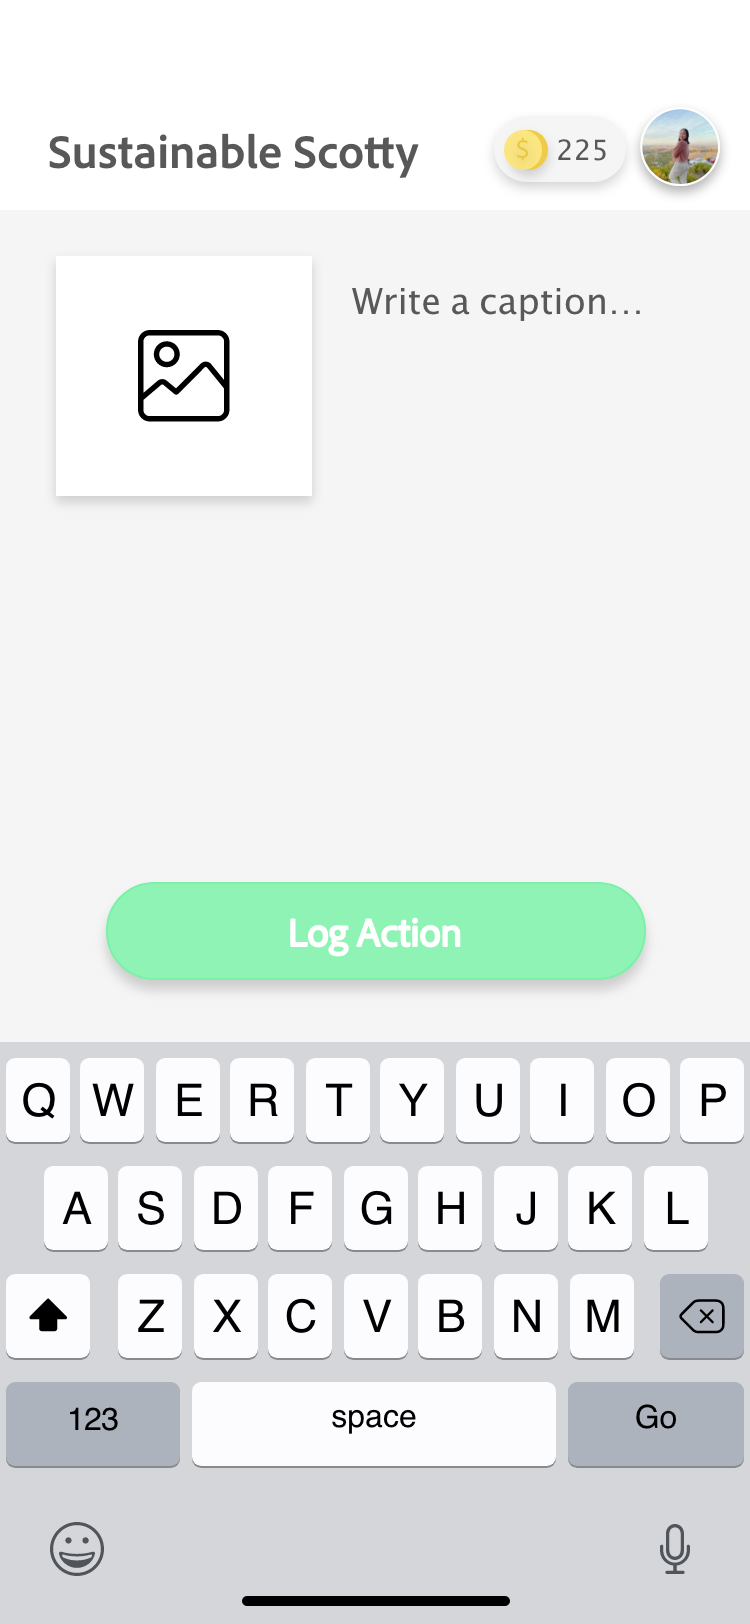 Sustainable Scotty
$ 225
Write a caption...
Log Action
Q W E R T Y U I O P
A S D F G H J K L
Z X C V B N M
123 space Go